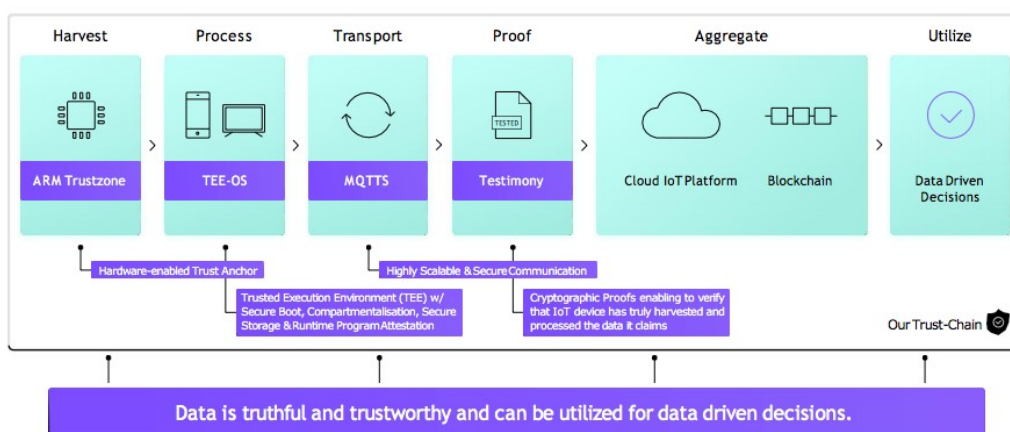 Harvest
Process
Transport
Proof
Aggregate
Utilize
TESTED
ARM Trustzone
TEE-OS
MQTTS
Testimony
Cloud IoT Platform
Blockchain
Data Driven
Decisions
Hardware-enabled Trust Anchor
Highly Scalable & Secure Communication
Trusted Execution Environment (TEE) w/
Secure Boot, Compartmentalisation, Secure
Storage & Runtime Program Attestation
Cryptographic Proofs enabling to verify
that IoT device has truly harvested and
processed the data it claims
Our Trust-Chain
Data is truthful and trustworthy and can be utilized for data driven decisions.